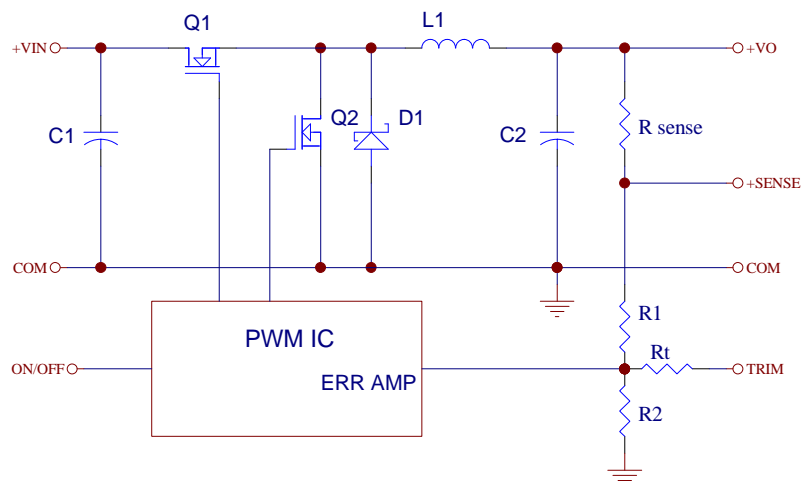 Q1
L1
+VIN
+VO
C1
Q2
D1
C2
R sense
+SENSE
COM
COM
R1
PWM IC
Rt
ON/OFF
ERR AMP
TRIM
R2